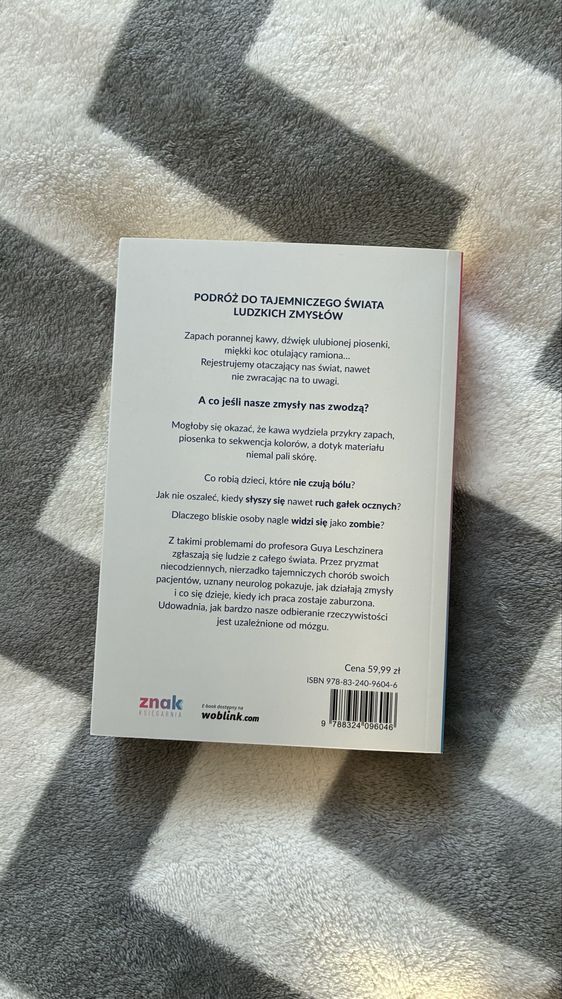 PODRÓŻ DO TAJEMNICZEGO ŚWIATA
LUDZKICH ZMYSŁÓW
Zapach porannej kawy, dźwięk ulubionej piosenki,
miękki koc otulający ramiona...
Rejestrujemy otaczający nas świat, nawet
nie zwracając na to uwagi.
A co jeśli nasze zmysły nas zwodzą?
Mogłoby się okazać, że kawa wydziela przykry zapach,
piosenka to sekwencja kolorów, a dotyk materiału
niemal pali skórę.
Co robią dzieci, które nie czują bólu?
Jak nie oszaleć, kiedy słyszy się nawet ruch gałek ocznych?
Dlaczego bliskie osoby nagle widzi się jako zombie?
Z takimi problemami do profesora Guya Leschzinera
zgłaszają się ludzie z całego świata. Przez pryzmat
niecodziennych, nierzadko tajemniczych chorób swoich
pacjentów, uznany neurolog pokazuje, jak działają zmysły
i co się dzieje, kiedy ich praca zostaje zaburzona.
Udowadnia, jak bardzo nasze odbieranie rzeczywistości
jest uzależnione od mózgu.
Cena 59,99 zł
ISBN 978-83-240-9604-6
9 788324 096046
znak
KSIĘGARNIA
E-book dostępny na
woblink.com